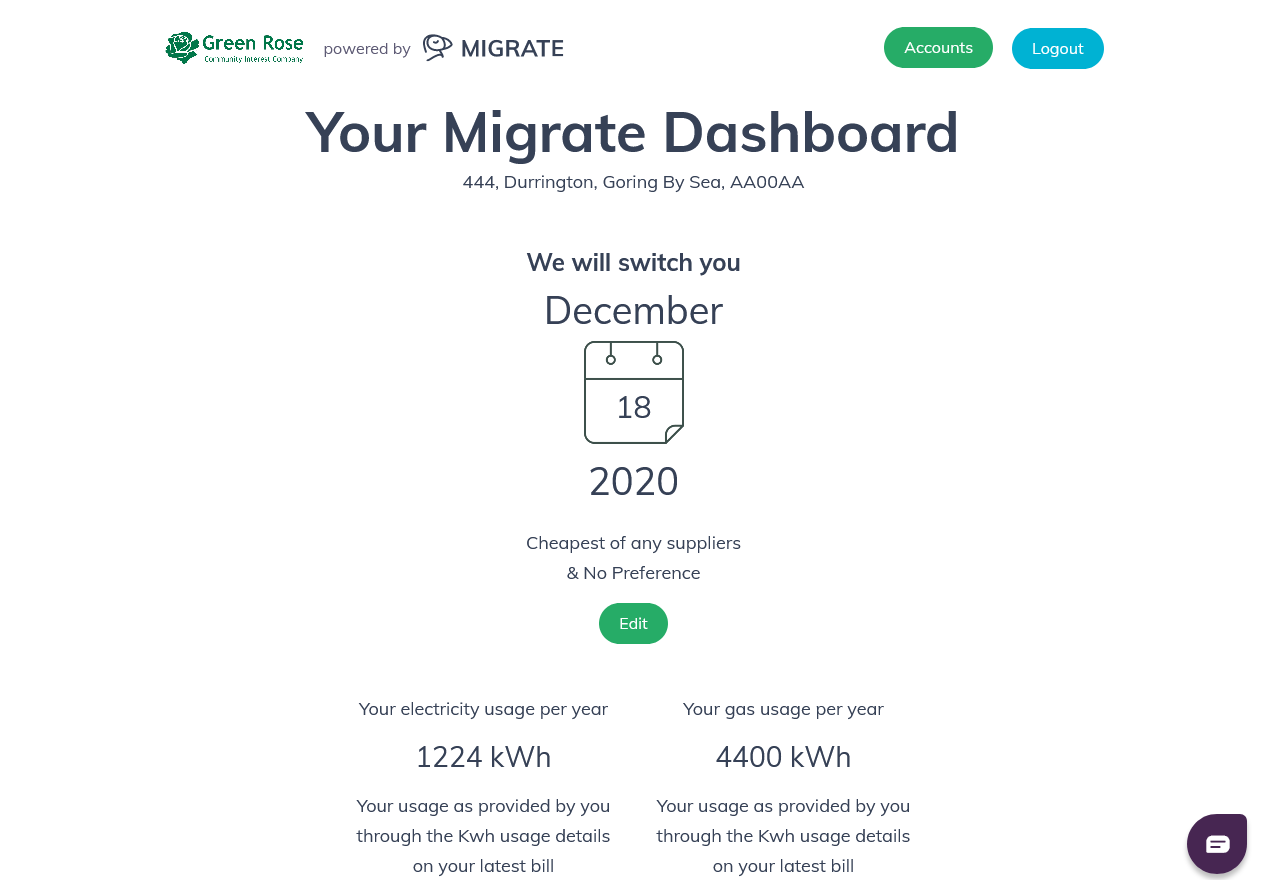 Green Rose
Community Interest Company
powered by
MIGRATE
Accounts
Logout
Your Migrate Dashboard
444, Durrington, Goring By Sea, AA00AA
We will switch you
December
18
2020
Cheapest of any suppliers
& No Preference
Edit
Your electricity usage per year
1224 kWh
Your usage as provided by you
through the Kwh usage details
on your latest bill
Your gas usage per year
4400 kWh
Your usage as provided by you
through the Kwh usage details
on your latest bill